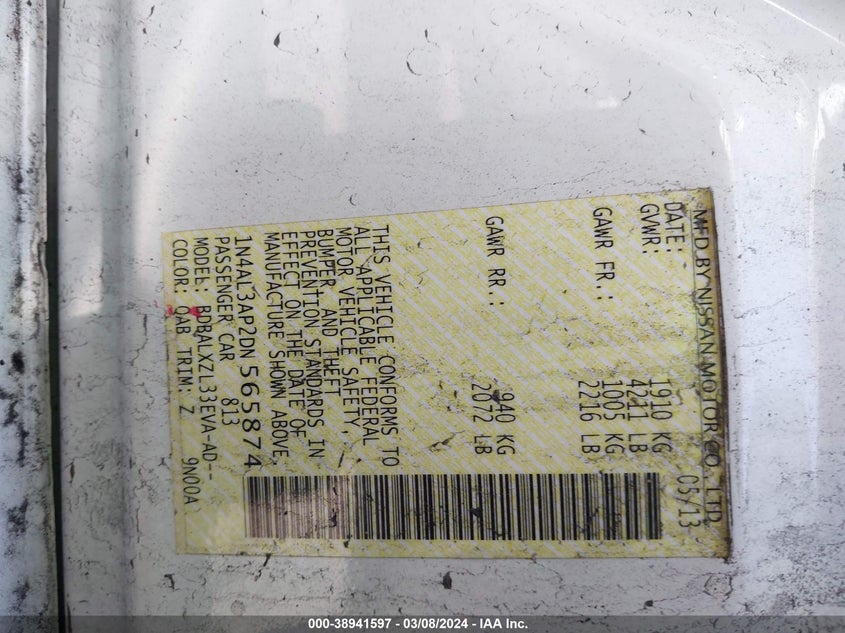 MFD BY NISSAN MOTOR CO., LTD.
DATE: 05/13
GVWR: 1910 KG
4211 LB
GAWR FR.: 1005 KG
2216 LB
GAWR RR.: 940 KG
2072 LB
THIS VEHICLE CONFORMS TO
ALL APPLICABLE FEDERAL
MOTOR VEHICLE SAFETY
BUMPER, AND THEFT
PREVENTION STANDARDS IN
EFFECT ON THE DATE OF
MANUFACTURE SHOWN ABOVE.
1N4AL3AP2DN565874
PASSENGER CAR 813
MODEL: BDBALXZL33EVA-AD--
COLOR: QAB TRIM: Z 9N00A
000-38941597 - 03/08/2024 - IAA Inc.